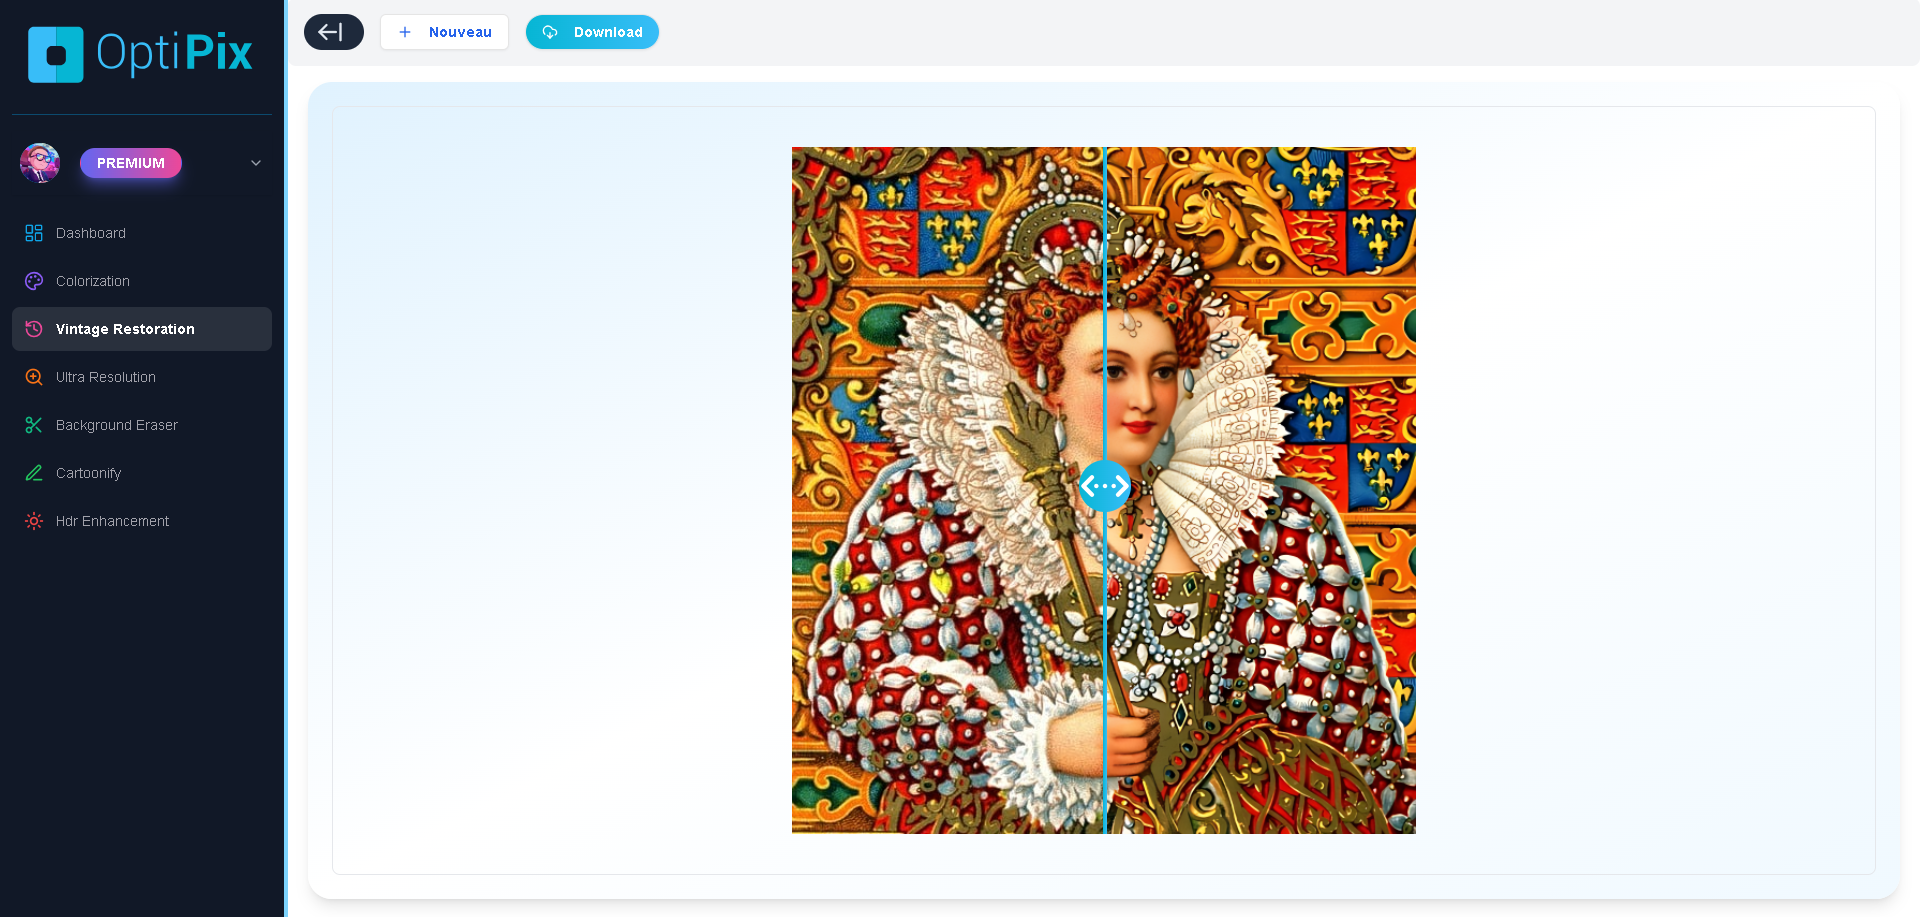 OptiPix
PREMIUM
Dashboard
Colorization
Vintage Restoration
Ultra Resolution
Background Eraser
Cartoonify
Hdr Enhancement
Nouveau
Download